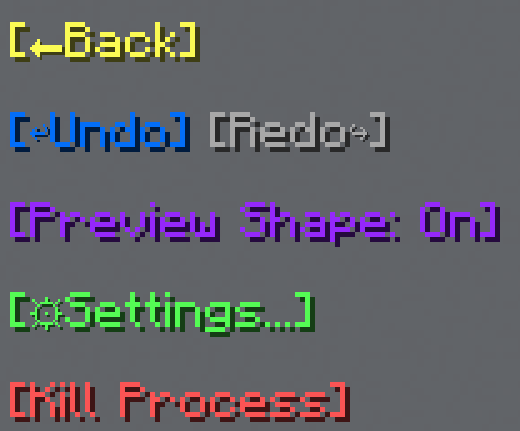 [←Back]
[↩Undo] [Redo↪]
[Preview Shape: On]
[☼Settings...]
[Kill Process]